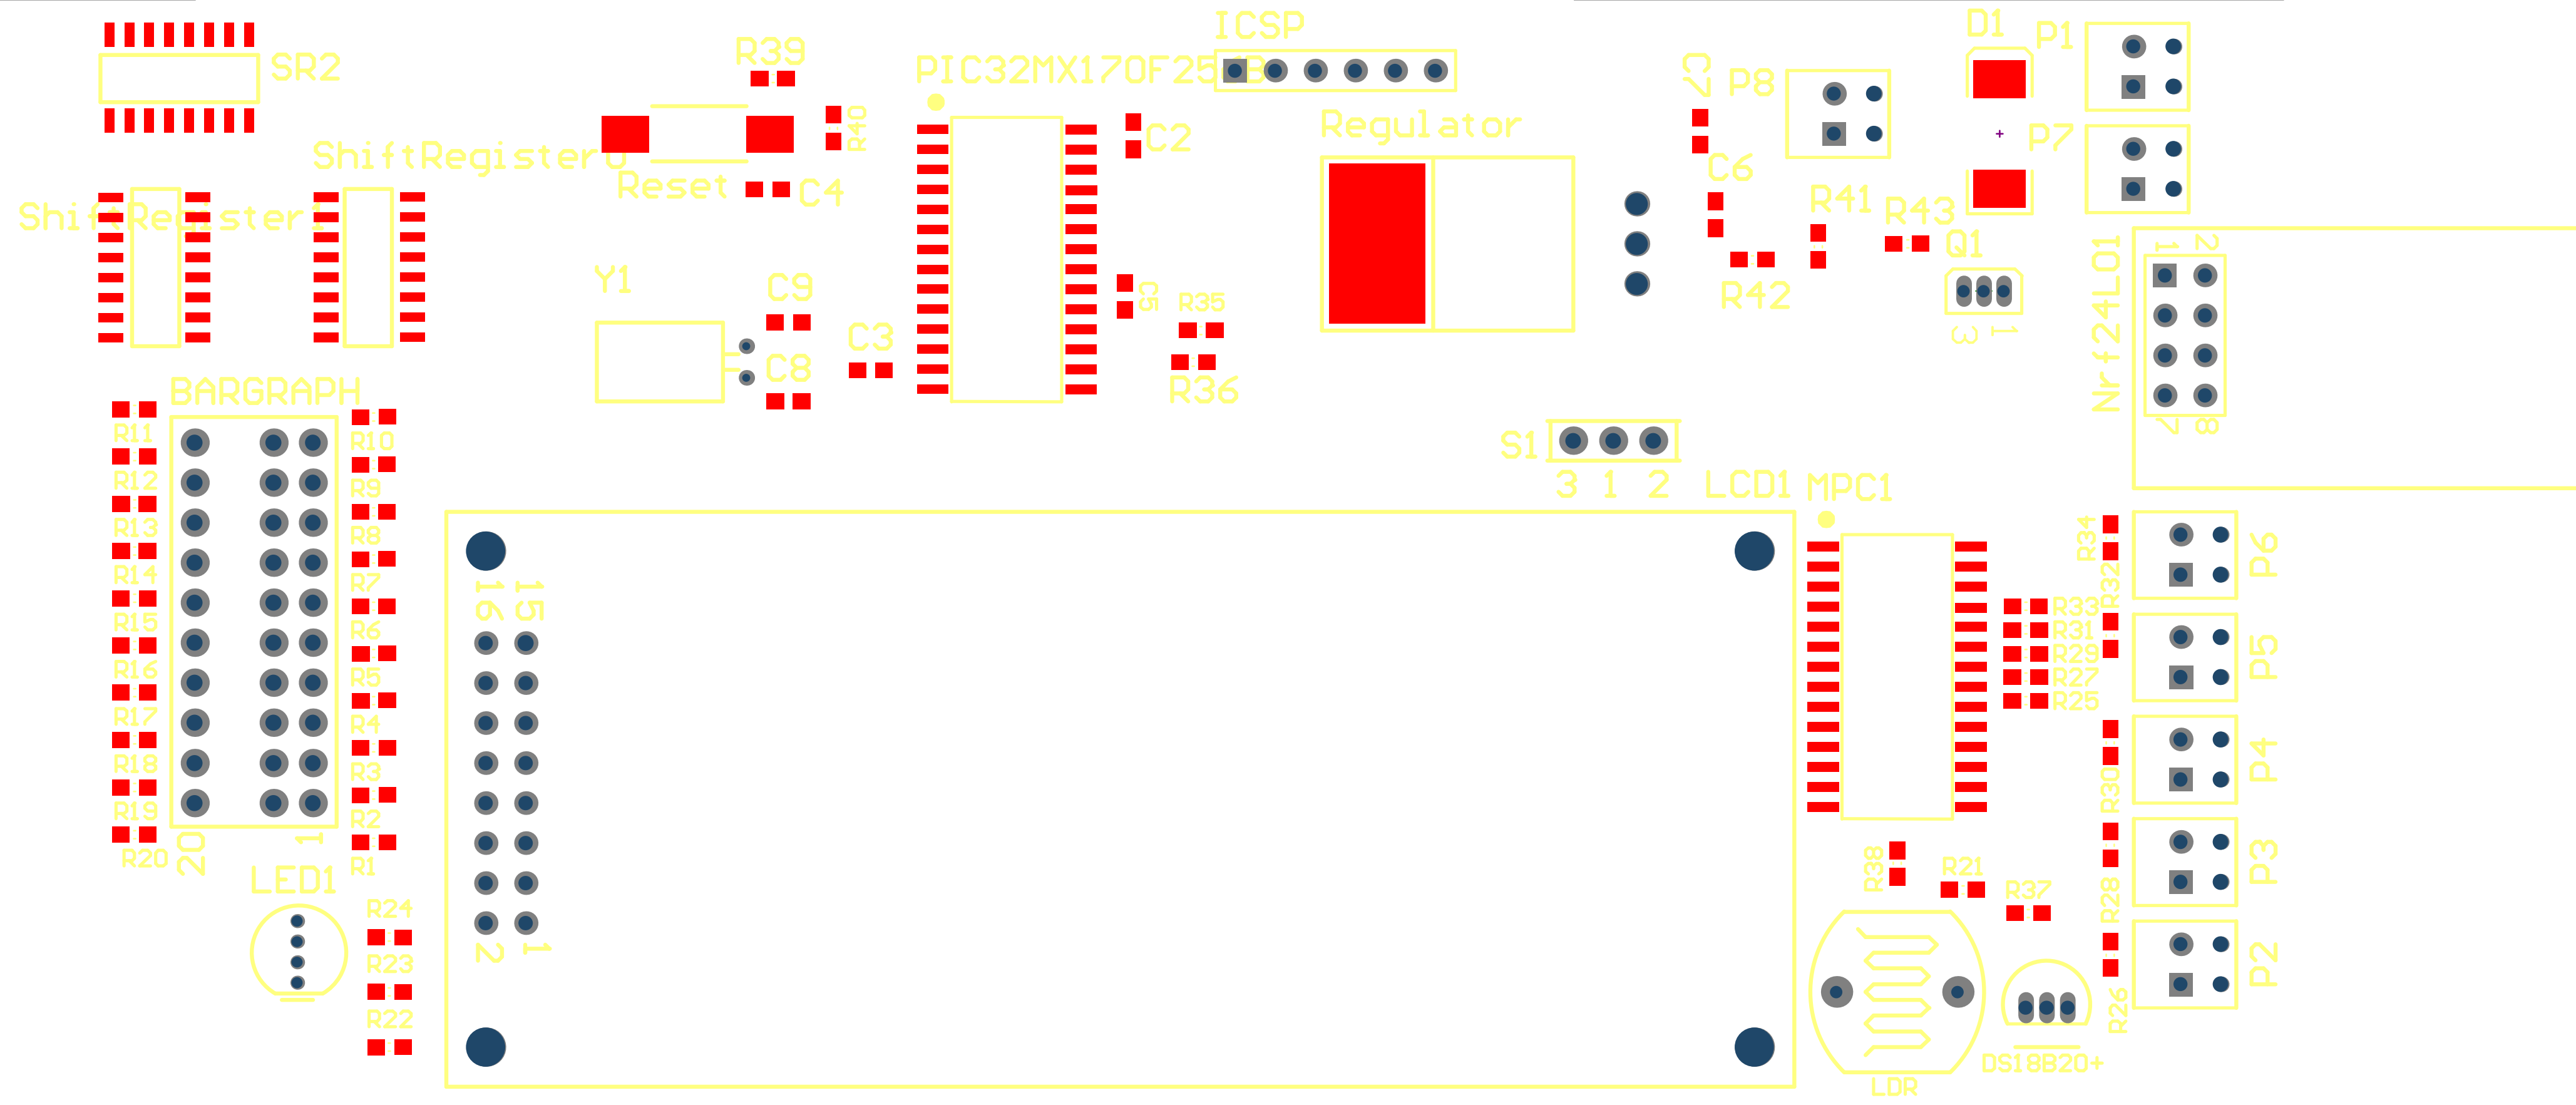 SR2
R39
PIC32MX170F25
B
ICSP
C7
P8
D1
P1
ShiftRegister0
R40
C2
Regulator
P7
Reset
C4
C6
ShiftRegister1
R41
R43
Q1
1
2
Y1
C9
C5
R35
R42
3
1
Nrf24L01
C3
C8
R36
7
8
BARGRAPH
R11
R10
S1
3 1 2
LCD1
MPC1
R12
R9
R13
R8
R34
P6
R14
R7
16
15
R32
R33
R15
R6
R31
R29
P5
R16
R5
R27
R25
R17
R4
R18
R3
R30
P4
R19
R2
R20
20
1
R1
LED1
R38
R21
R37
R28
P3
R24
R23
2
1
P2
R22
R26
DS18B20+
LDR